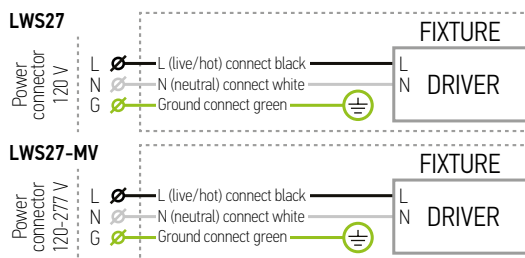 LWS27
FIXTURE
Power
connector
120 V
L L (live/hot) connect black L
N N (neutral) connect white N DRIVER
G Ground connect green
LWS27-MV
FIXTURE
Power
connector
120-277 V
L L (live/hot) connect black L
N N (neutral) connect white N DRIVER
G Ground connect green